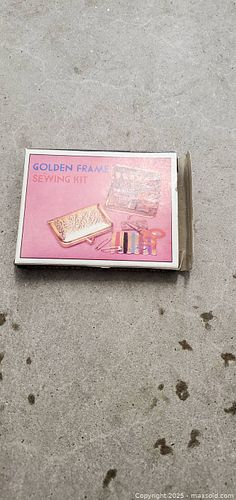 GOLDEN FRAME
SEWING KIT
Copyright 2025 - maxsold.com